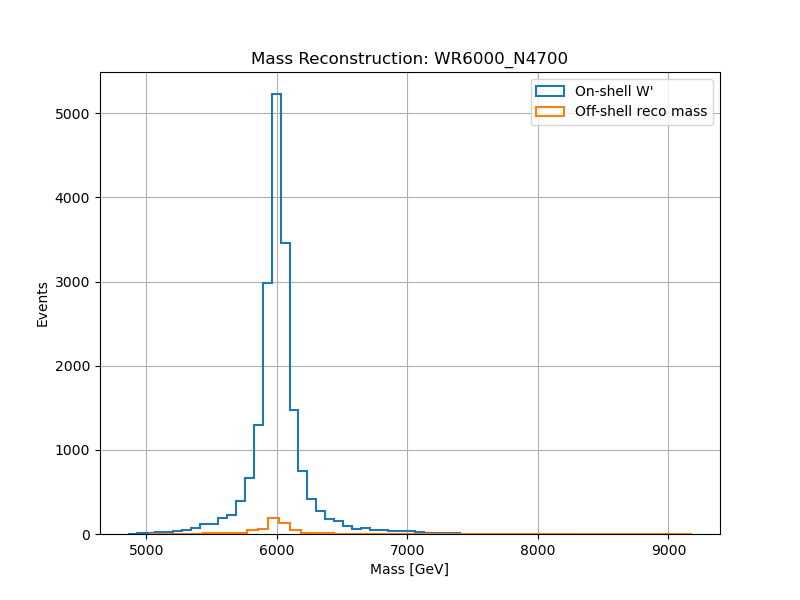 Mass Reconstruction: WR6000_N4700
On-shell W'
Off-shell reco mass
5000
4000
3000
2000
1000
0
Events
5000 6000 7000 8000 9000
Mass [GeV]